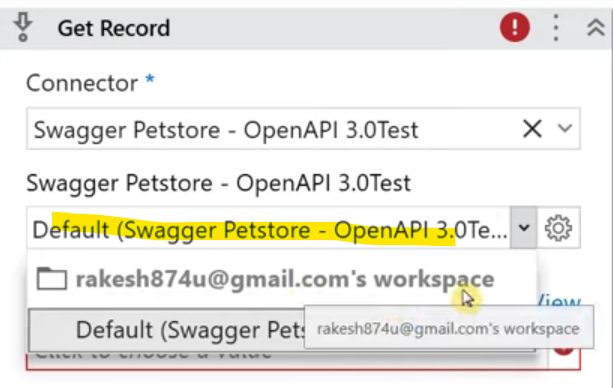 Get Record
Connector *
Swagger Petstore - OpenAPI 3.0Test
Swagger Petstore - OpenAPI 3.0Test
Default (Swagger Petstore - OpenAPI 3.0Te...
rakesh874u@gmail.com's workspace
View
Default (Swagger Pets
rakesh874u@gmail.com's workspace
Click to choose a value